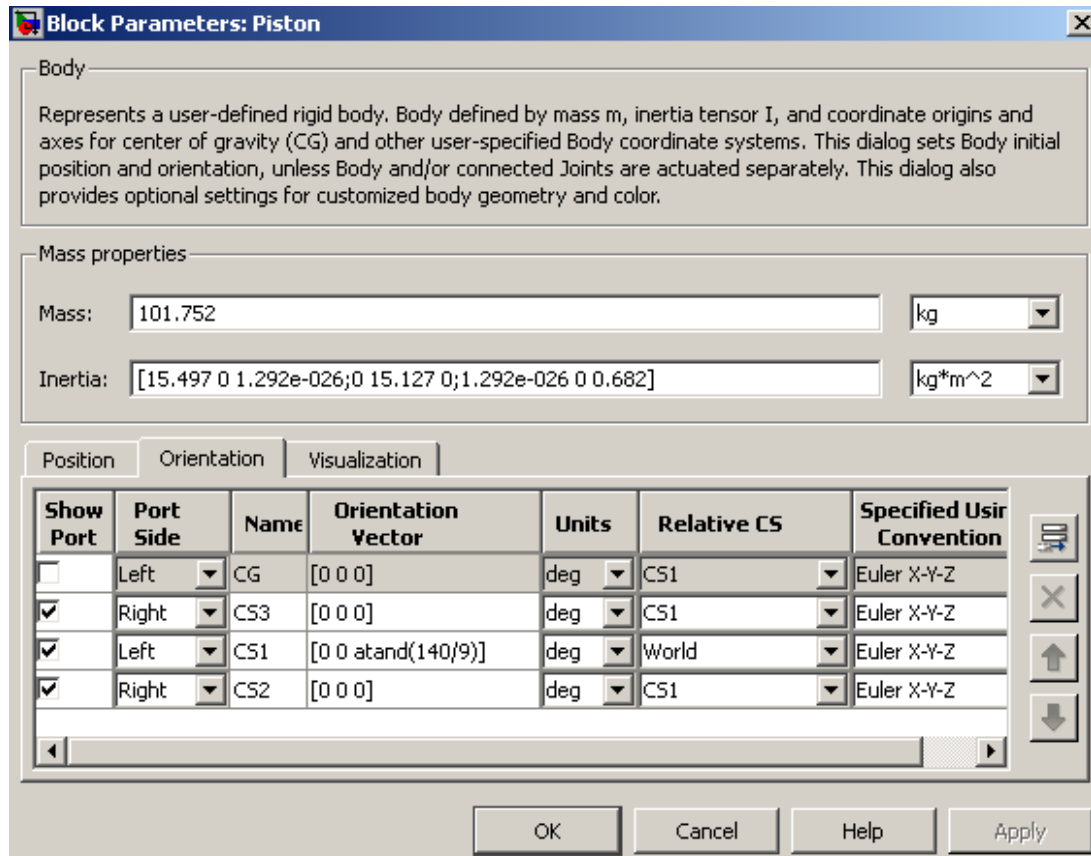 Block Parameters: Piston
Body
Represents a user-defined rigid body. Body defined by mass m, inertia tensor I, and coordinate origins and
axes for center of gravity (CG) and other user-specified Body coordinate systems. This dialog sets Body initial
position and orientation, unless Body and/or connected Joints are actuated separately. This dialog also
provides optional settings for customized body geometry and color.
Mass properties
Mass: 101.752 kg
Inertia: [15.497 0 1.292e-026;0 15.127 0;1.292e-026 0 0.682] kg*m^2
Position Orientation Visualization
Show Port Port Side Name Orientation Vector Units Relative CS Specified Usin Convention
Left CG [0 0 0] deg CS1 Euler X-Y-Z
Right CS3 [0 0 0] deg CS1 Euler X-Y-Z
Left CS1 [0 0 atand(140/9)] deg World Euler X-Y-Z
Right CS2 [0 0 0] deg CS1 Euler X-Y-Z
OK Cancel Help Apply